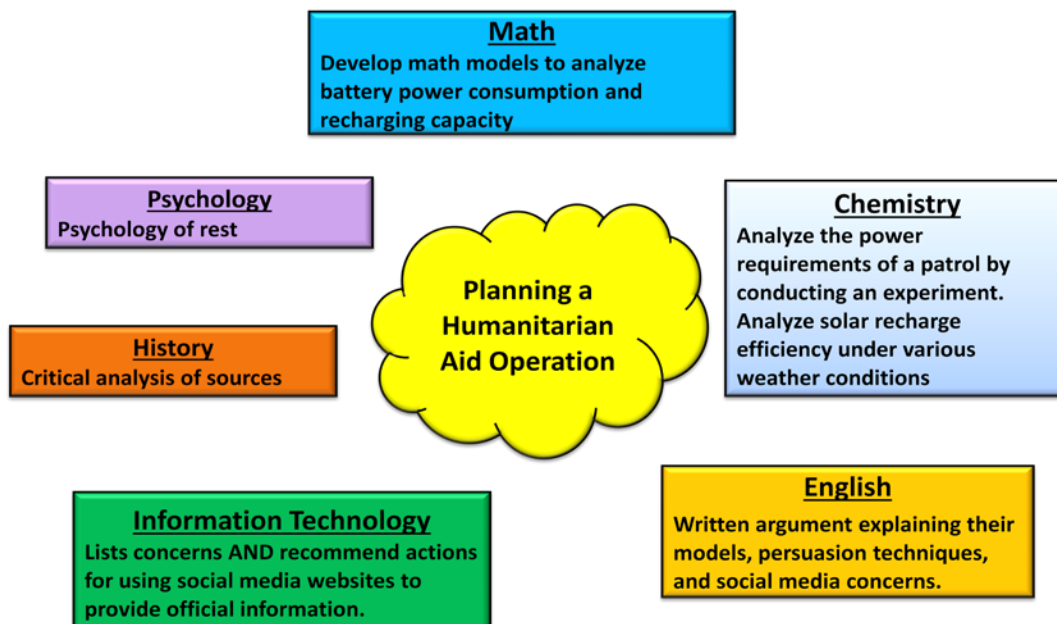 Math
Develop math models to analyze
battery power consumption and
recharging capacity
Psychology
Psychology of rest
Chemistry
Analyze the power
requirements of a patrol by
conducting an experiment.
Analyze solar recharge
efficiency under various
weather conditions
Planning a
Humanitarian
Aid Operation
History
Critical analysis of sources
Information Technology
Lists concerns AND recommend actions
for using social media websites to
provide official information.
English
Written argument explaining their
models, persuasion techniques,
and social media concerns.